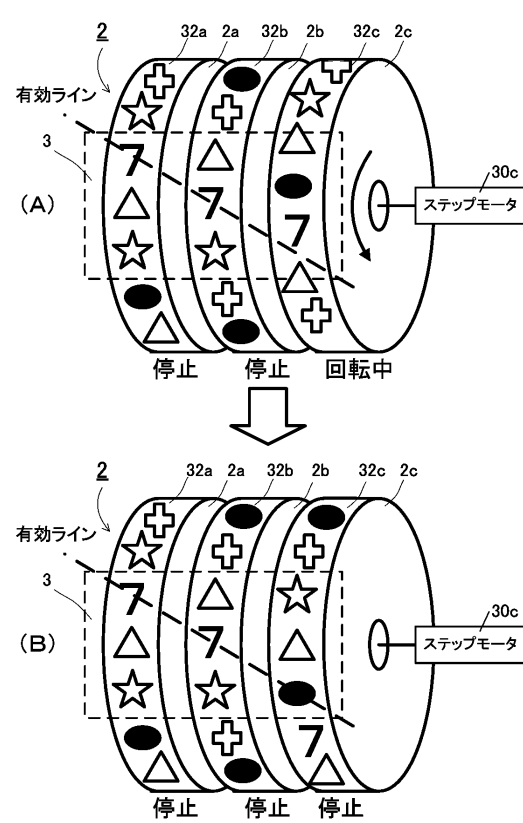 2
32a
2a
32b
2b
32c
2c
有効ライン
3
7
7
7
(A)
30c
ステップモータ
停止
停止
回転中
2
32a
2a
32b
2b
32c
2c
有効ライン
3
7
7
7
(B)
30c
ステップモータ
停止
停止
停止